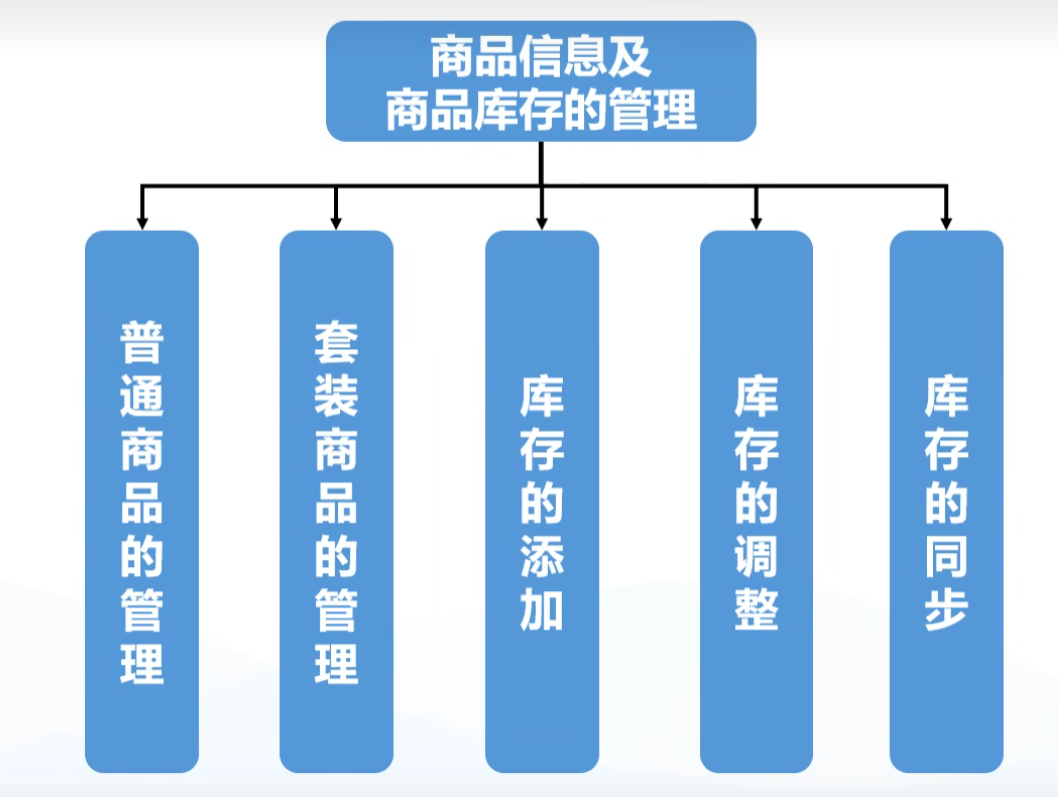 商品信息及
商品库存的管理
普通商品的管理
套装商品的管理
库存的添加
库存的调整
库存的同步